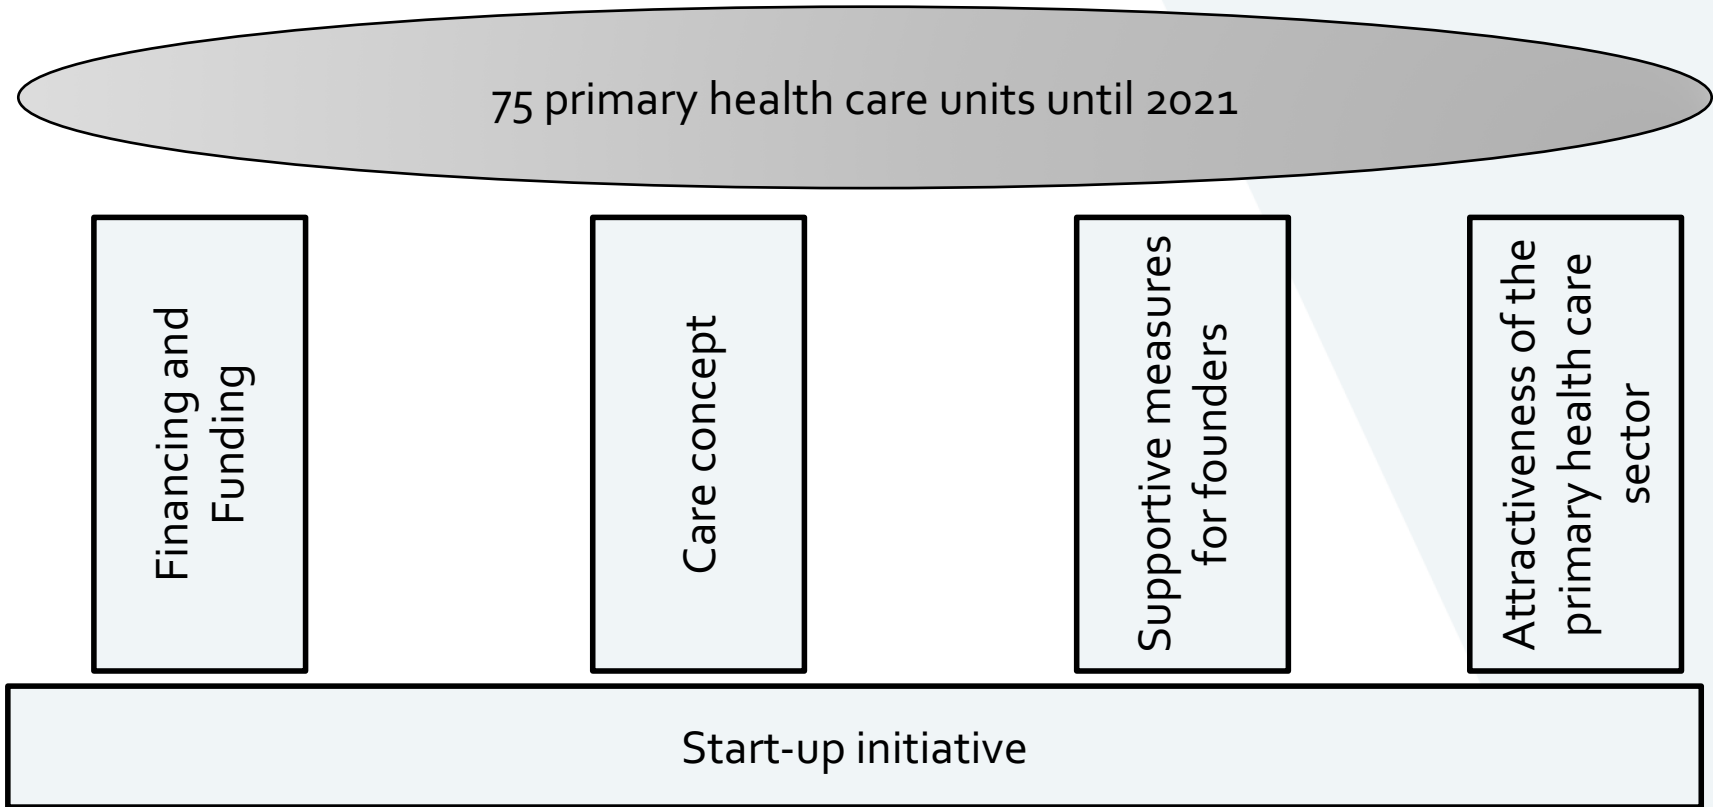 75 primary health care units until 2021
Financing and
Funding
Care concept
Supportive measures
for founders
Attractiveness of the
primary health care
sector
Start-up initiative